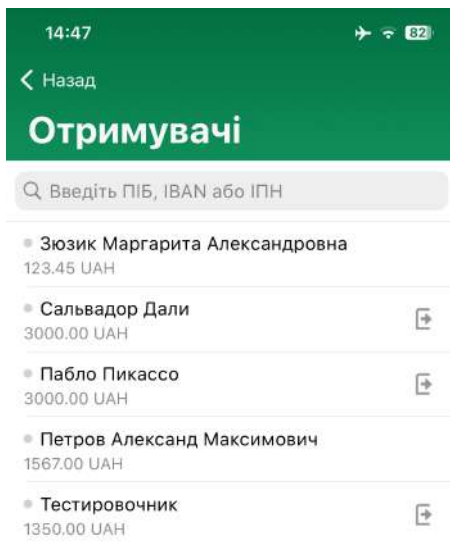 14:47
82
Назад
Отримувачі
Введіть ПІБ, IBAN або ІПН
Зюзик Маргарита Александровна
123.45 UAH
Сальвадор Дали
3000.00 UAH
Пабло Пикассо
3000.00 UAH
Петров Александ Максимович
1567.00 UAH
Тестировочник
1350.00 UAH